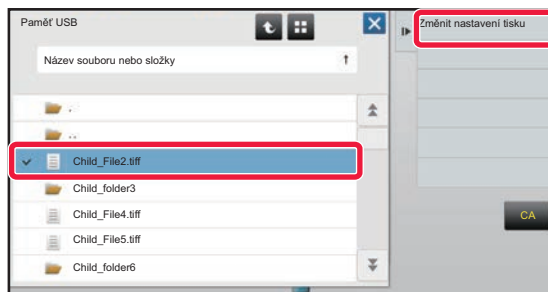 Paměť USB
Změnit nastavení tisku
Název souboru nebo složky
.
..
Child_File2.tiff
Child_folder3
Child_File4.tiff
Child_File5.tiff
Child_folder6
CA